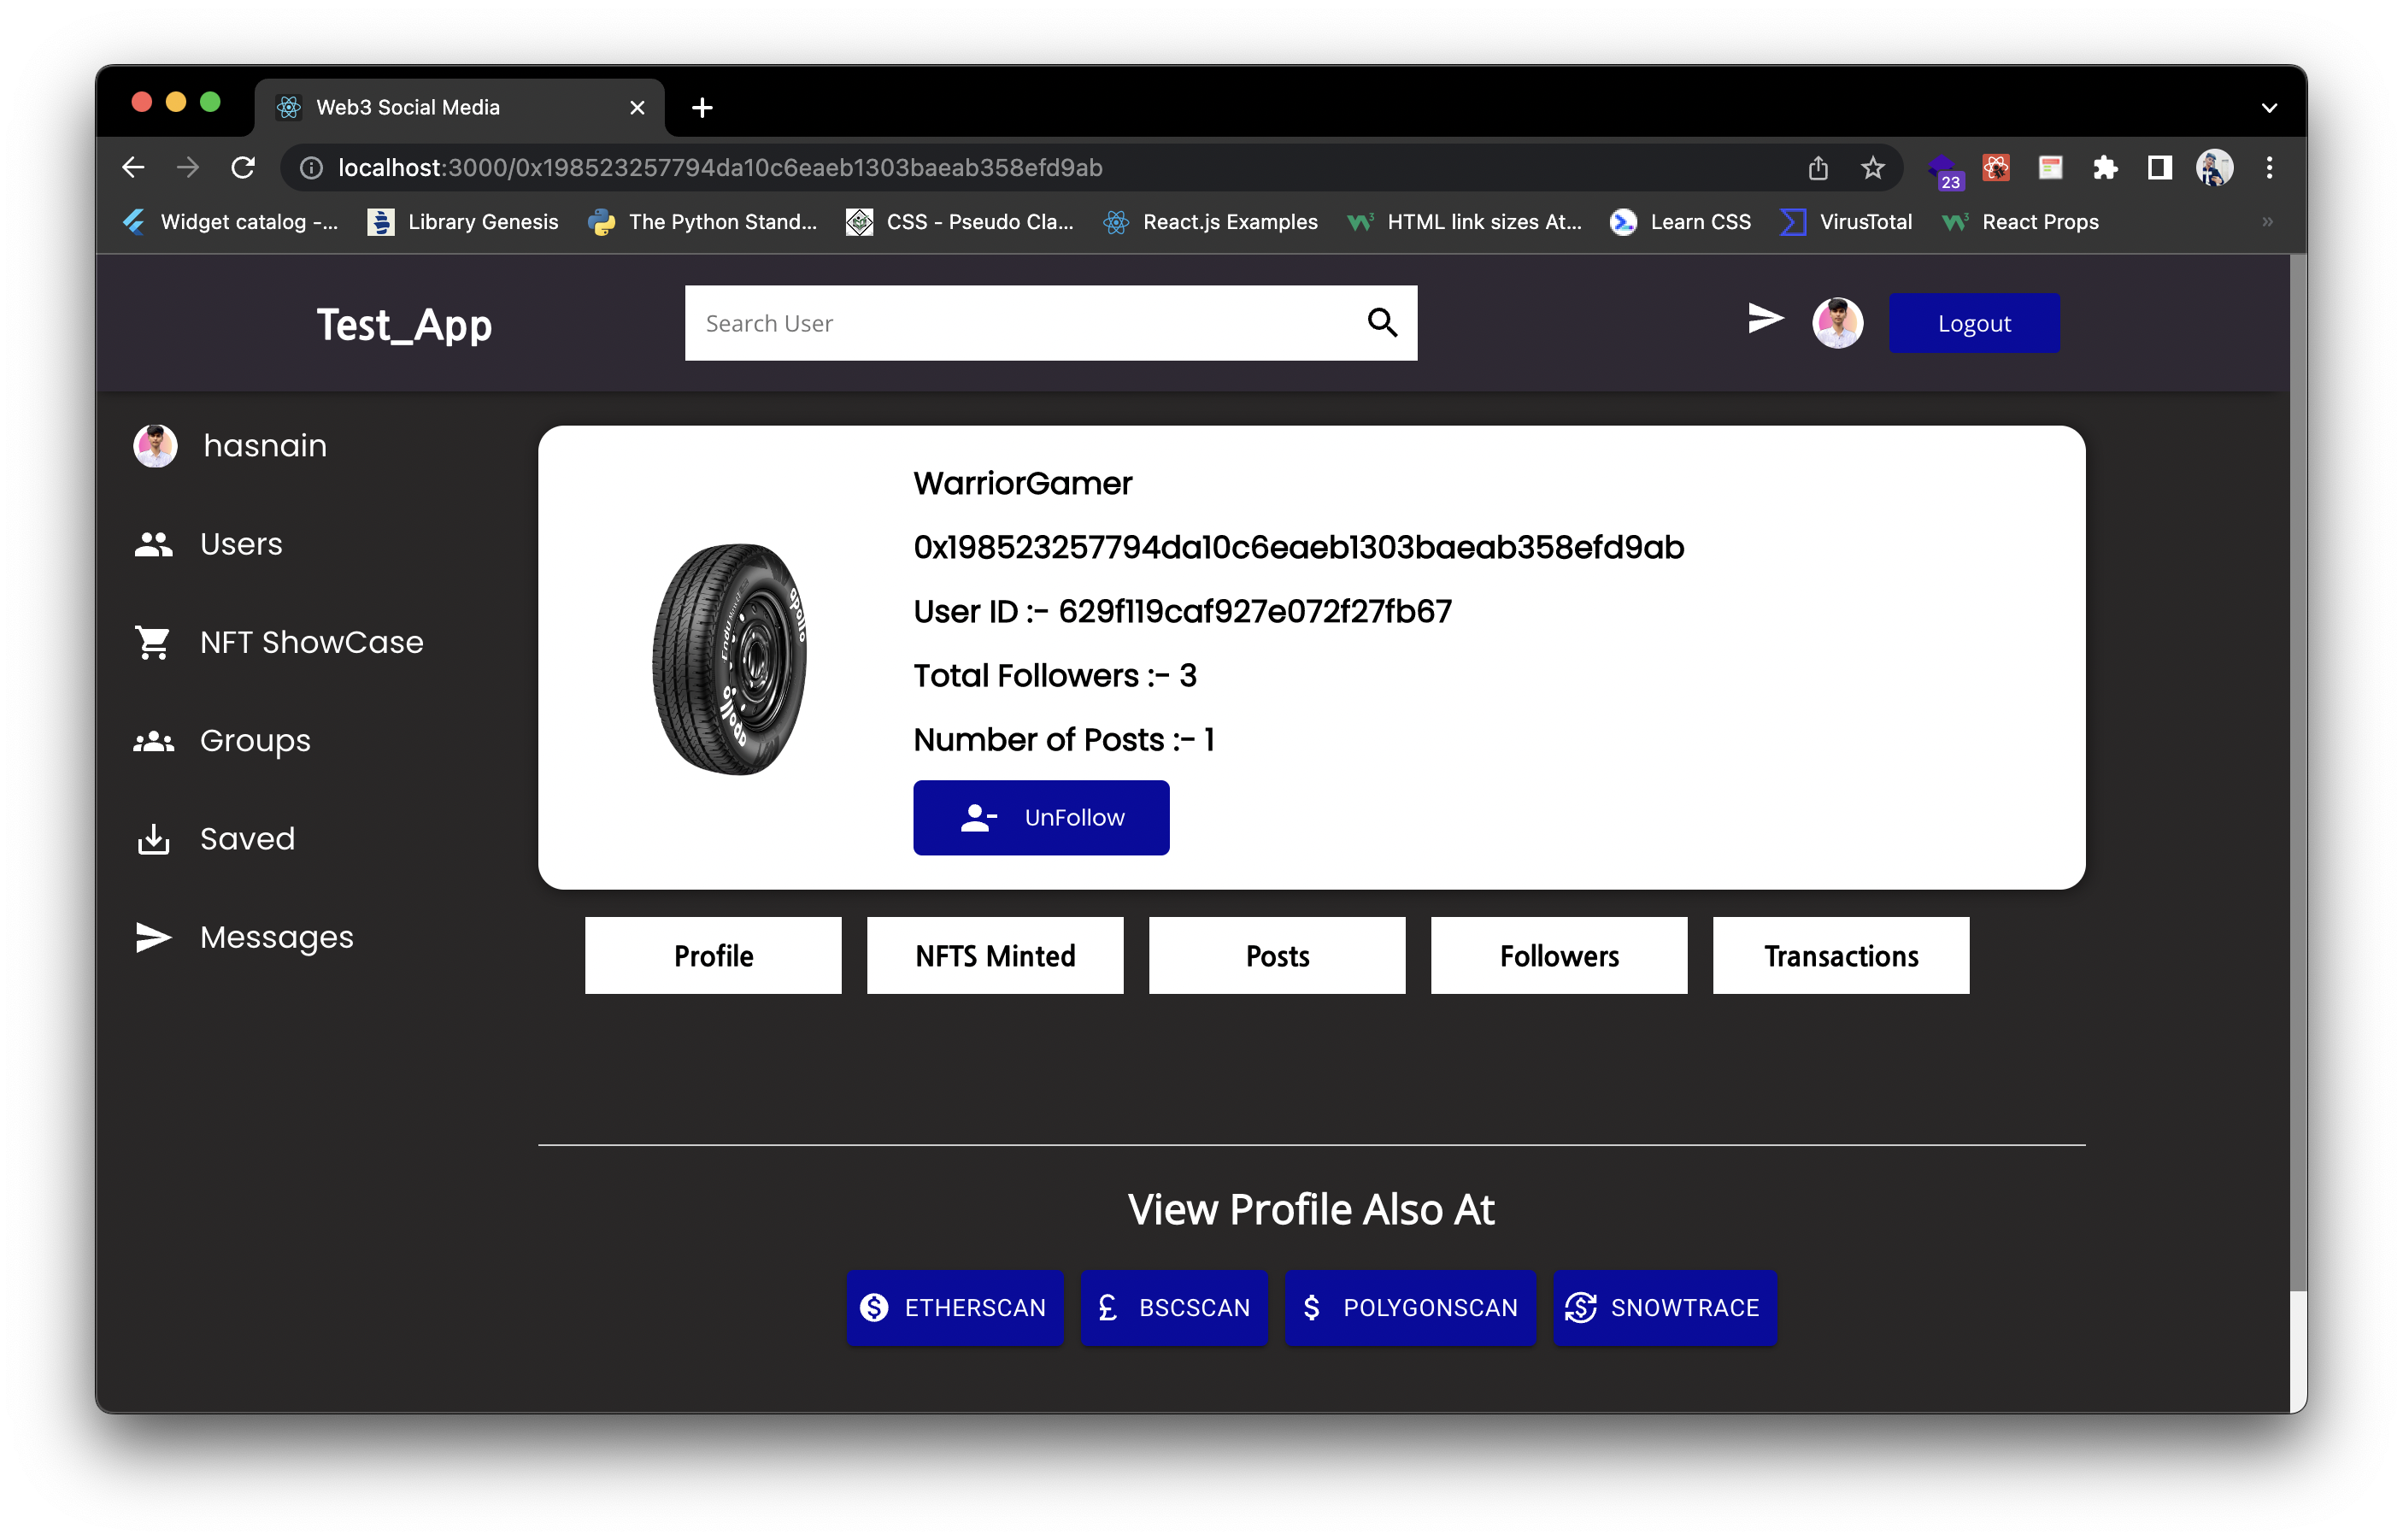 Web3 Social Media
localhost:3000/0x198523257794da10c6eaeb1303baeab358efd9ab
23
Widget catalog -... Library Genesis The Python Stand... CSS - Pseudo Cla... React.js Examples HTML link sizes At... Learn CSS VirusTotal React Props »
Test_App
Search User
Logout
hasnain
Users
NFT ShowCase
Groups
Saved
Messages
WarriorGamer
0x198523257794da10c6eaeb1303baeab358efd9ab
User ID :- 629f119caf927e072f27fb67
Total Followers :- 3
Number of Posts :- 1
UnFollow
apollo
EnduMaxx
apollo
Profile NFTS Minted Posts Followers Transactions
View Profile Also At
ETHERSCAN BSCSCAN POLYGONSCAN SNOWTRACE